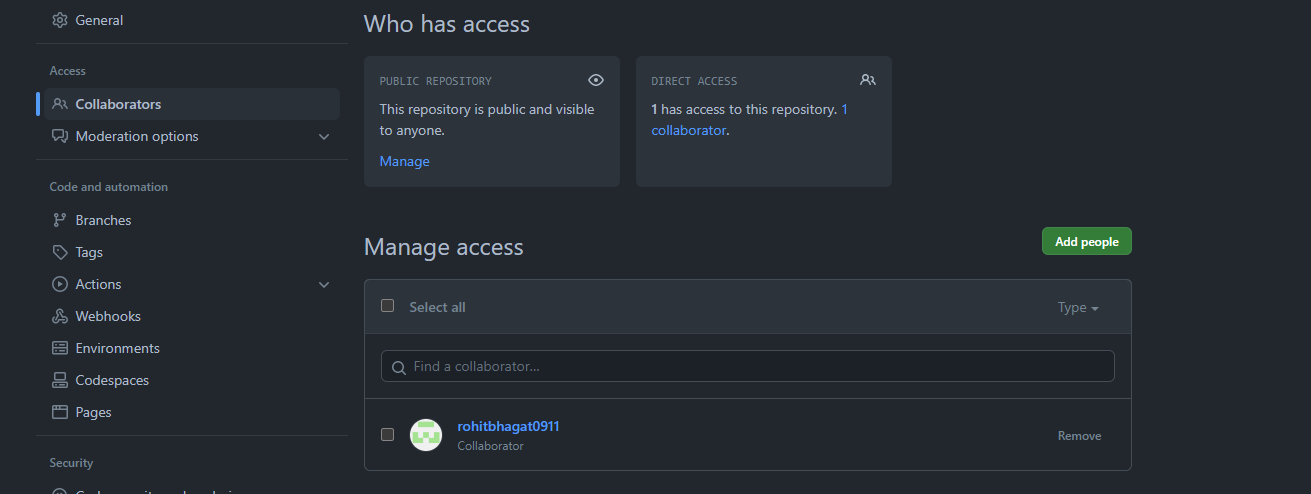 General
Access
Collaborators
Moderation options
Code and automation
Branches
Tags
Actions
Webhooks
Environments
Codespaces
Pages
Security
Who has access
PUBLIC REPOSITORY
This repository is public and visible
to anyone.
Manage
DIRECT ACCESS
1 has access to this repository. 1
collaborator.
Manage access
Add people
Select all
Type
Find a collaborator...
rohitbhagat0911
Collaborator
Remove